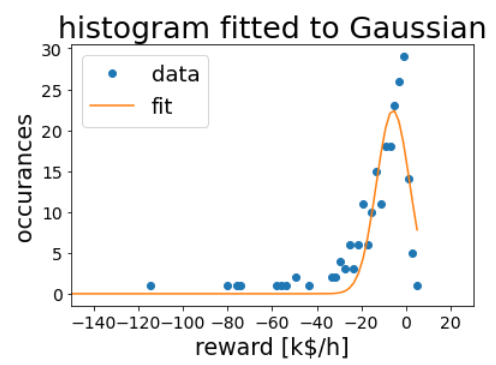 histogram fitted to Gaussian
30
25
20
15
10
5
0
occurances
data
fit
−140 −120 −100 −80 −60 −40 −20 0 20
reward [k$/h]